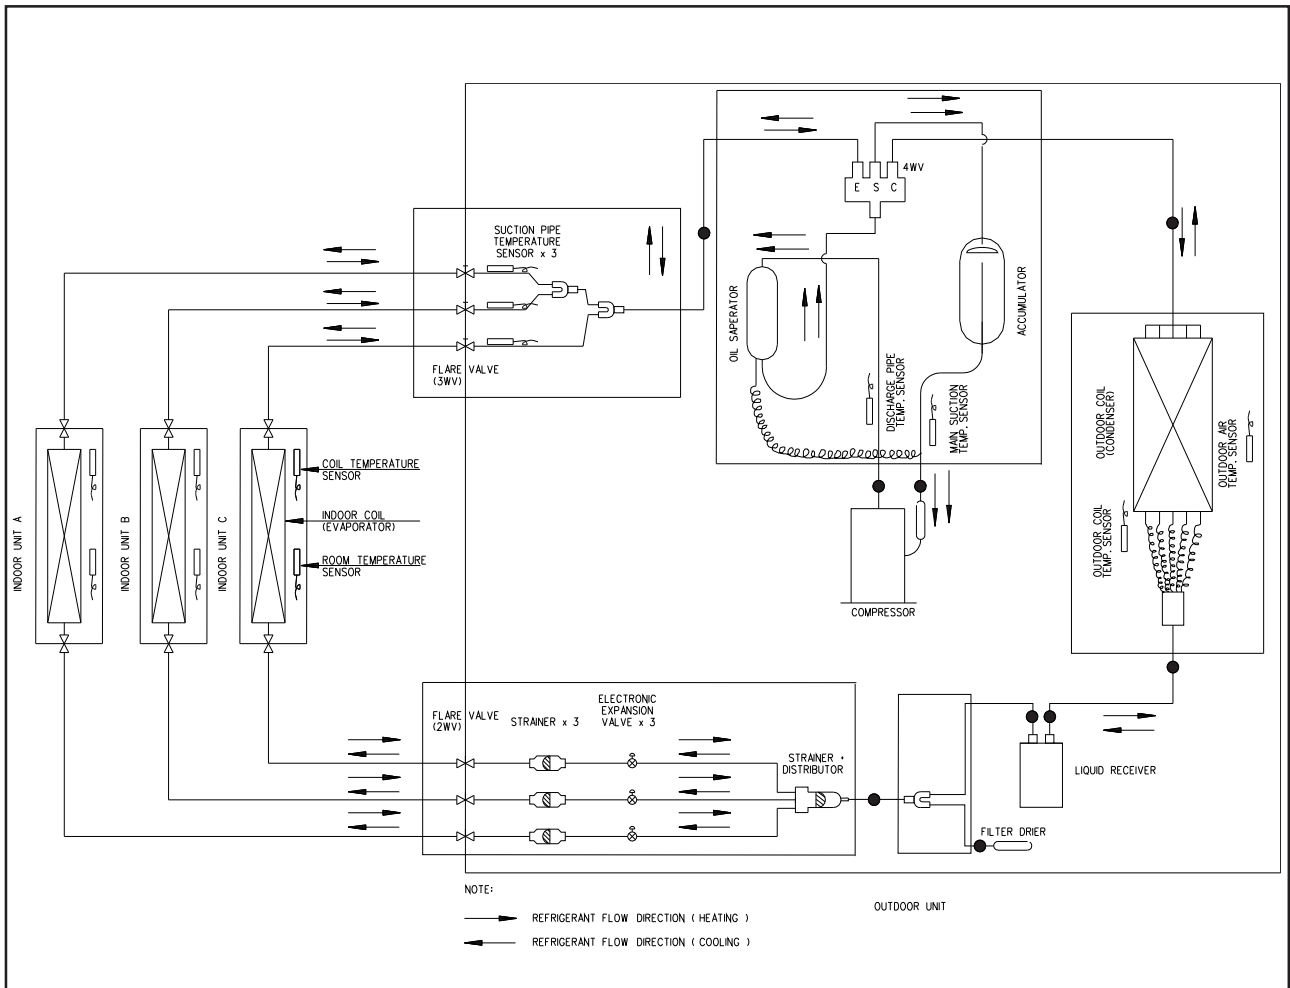 4WV
E S C
SUCTION PIPE
TEMPERATURE
SENSOR x 3
OIL SAPERATOR
ACCUMULATOR
FLARE VALVE
(3WV)
DISCHARGE PIPE
TEMP. SENSOR
MAIN SUCTION
TEMP. SENSOR
OUTDOOR COIL
(CONDENSER)
OUTDOOR AIR
TEMP. SENSOR
OUTDOOR COIL
TEMP. SENSOR
COIL TEMPERATURE
SENSOR
INDOOR COIL
(EVAPORATOR)
ROOM TEMPERATURE
SENSOR
INDOOR UNIT A
INDOOR UNIT B
INDOOR UNIT C
COMPRESSOR
FLARE VALVE
(2WV)
STRAINER x 3
ELECTRONIC
EXPANSION
VALVE x 3
STRAINER +
DISTRIBUTOR
LIQUID RECEIVER
FILTER DRIER
NOTE:
OUTDOOR UNIT
REFRIGERANT FLOW DIRECTION ( HEATING )
REFRIGERANT FLOW DIRECTION ( COOLING )